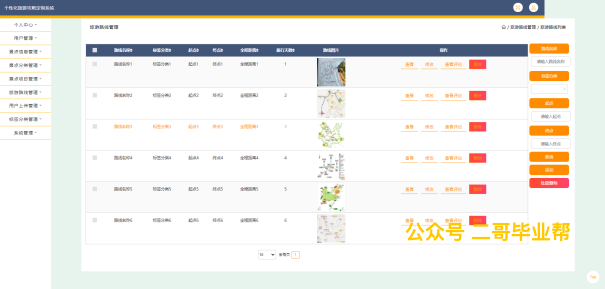 个性化旅游攻略定制系统
个人中心
用户管理
景点信息管理
景点分类管理
景点项目管理
旅游路线管理
用户上传管理
标签分类管理
系统管理
旅游路线管理
/ 旅游路线管理 / 旅游路线列表
路线名称 标签分类 起点 终点 全程距离 旅行天数 路线图片 操作
路线名称1 标签分类1 起点1 终点1 全程距离1 1 查看 修改 查看评论 删除
路线名称2 标签分类2 起点2 终点2 全程距离2 2 查看 修改 查看评论 删除
路线名称3 标签分类3 起点3 终点3 全程距离3 3 查看 修改 查看评论 删除
路线名称4 标签分类4 起点4 终点4 全程距离4 4 查看 修改 查看评论 删除
路线名称5 标签分类5 起点5 终点5 全程距离5 5 查看 修改 查看评论 删除
路线名称6 标签分类6 起点6 终点6 全程距离6 6 查看 修改 查看评论
路线名称
请输入路线名称
标签分类
起点
请输入起点
终点
请输入终点
批量删除
公众号 二哥毕业帮
10 1